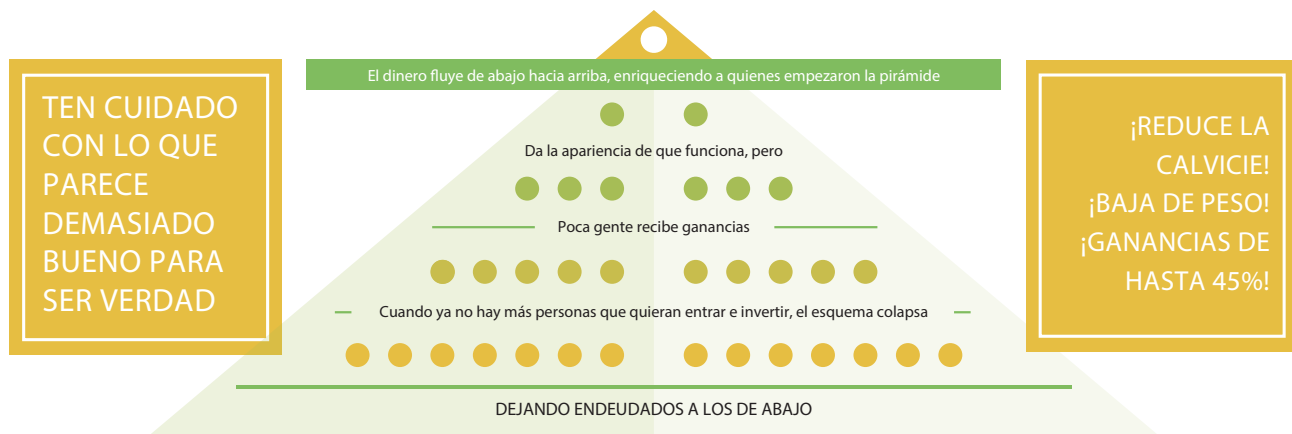 TEN CUIDADO
CON LO QUE
PARECE
DEMASIADO
BUENO PARA
SER VERDAD
El dinero fluye de abajo hacia arriba, enriqueciendo a quienes empezaron la pirámide
Da la apariencia de que funciona, pero
Poca gente recibe ganancias
Cuando ya no hay más personas que quieran entrar e invertir, el esquema colapsa
DEJANDO ENDEUDADOS A LOS DE ABAJO
¡REDUCE LA
CALVICIE!
¡BAJA DE PESO!
¡GANANCIAS DE
HASTA 45%!